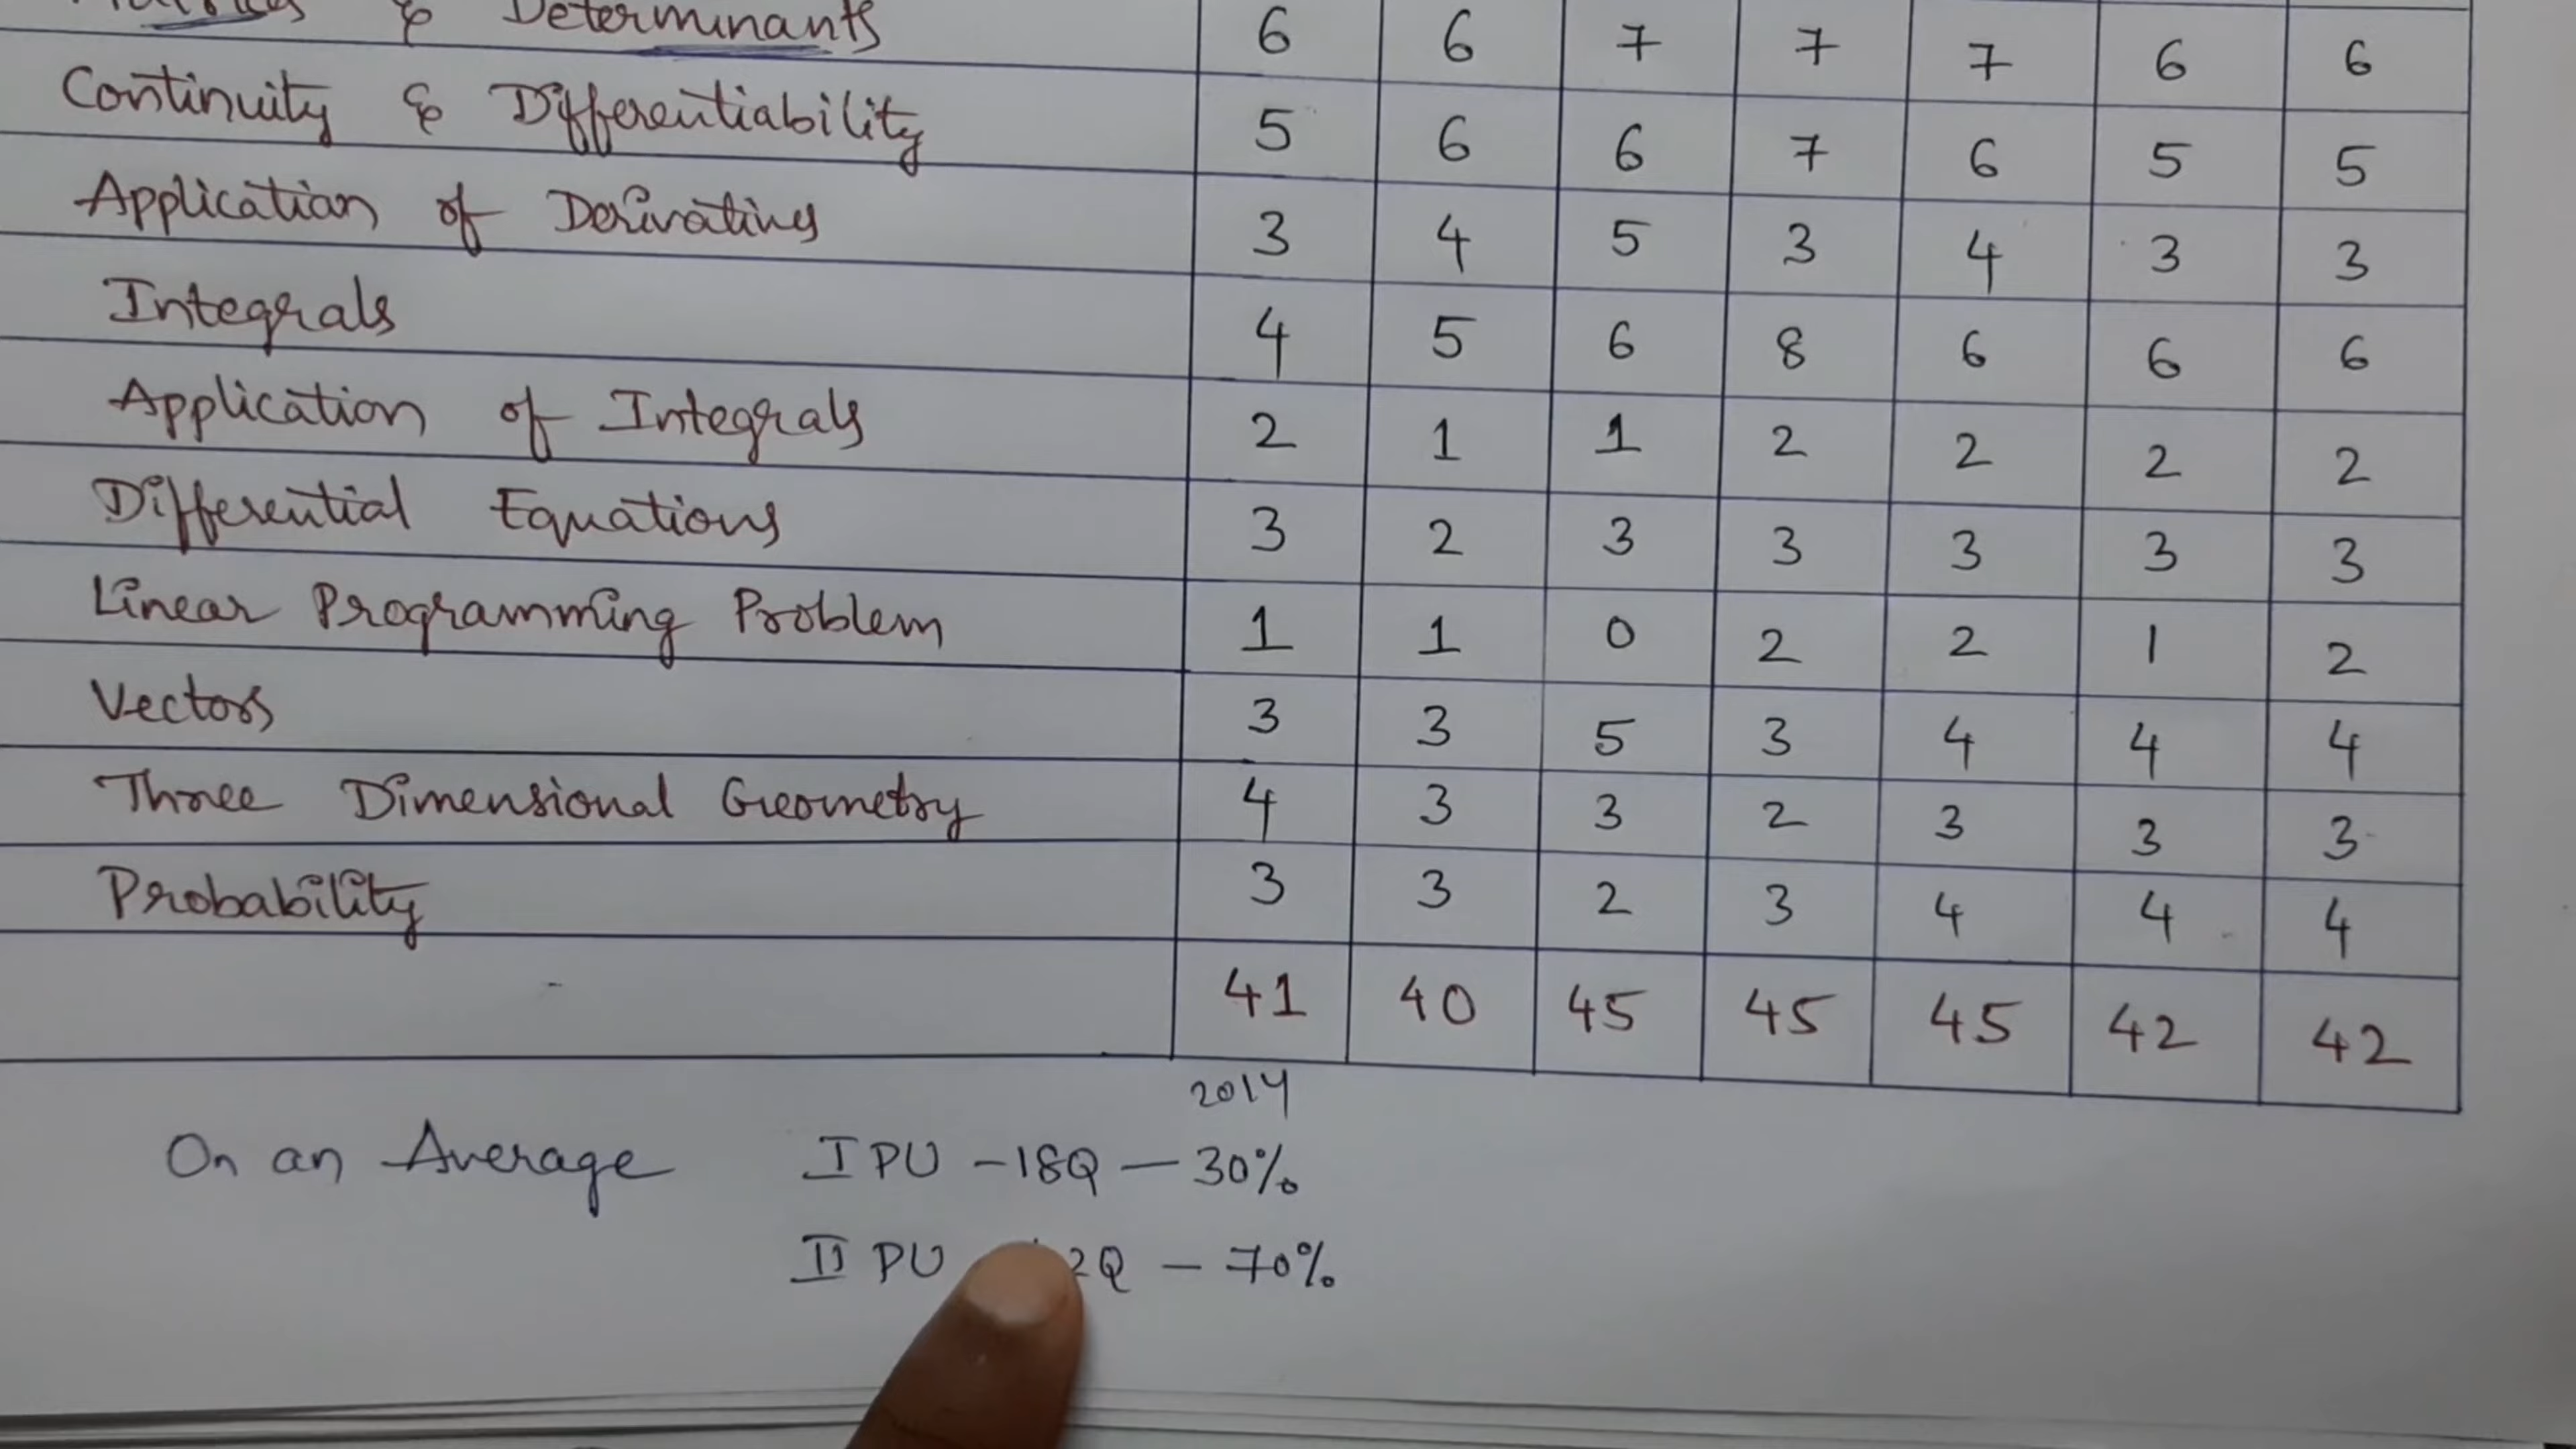 & Determinants 6 6 7 7 7 6 6
Continuity & Differentiability 5 6 6 7 6 5 5
Application of Derivatives 3 4 5 3 4 3 3
Integrals 4 5 6 8 6 6 6
Application of Integrals 2 1 1 2 2 2 2
Differential Equations 3 2 3 3 3 3 3
Linear Programming Problem 1 1 0 2 2 1 2
Vectors 3 3 5 3 4 4 4
Three Dimensional Geometry 4 3 3 2 3 3 3
Probability 3 3 2 3 4 4 4
41 40 45 45 45 42 42
2014
On an Average I PU - 18Q - 30%
II PU 2Q - 70%